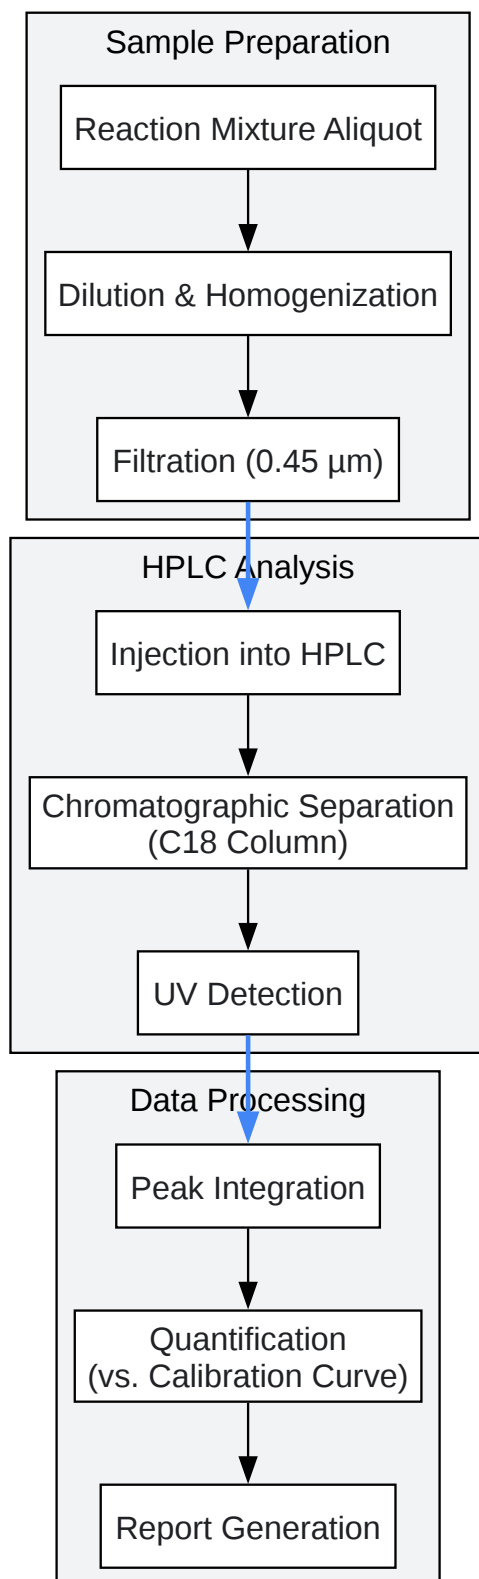 Sample Preparation
Reaction Mixture Aliquot
Dilution & Homogenization
Filtration (0.45 µm)
HPLC Analysis
Injection into HPLC
Chromatographic Separation
(C18 Column)
UV Detection
Data Processing
Peak Integration
Quantification
(vs. Calibration Curve)
Report Generation